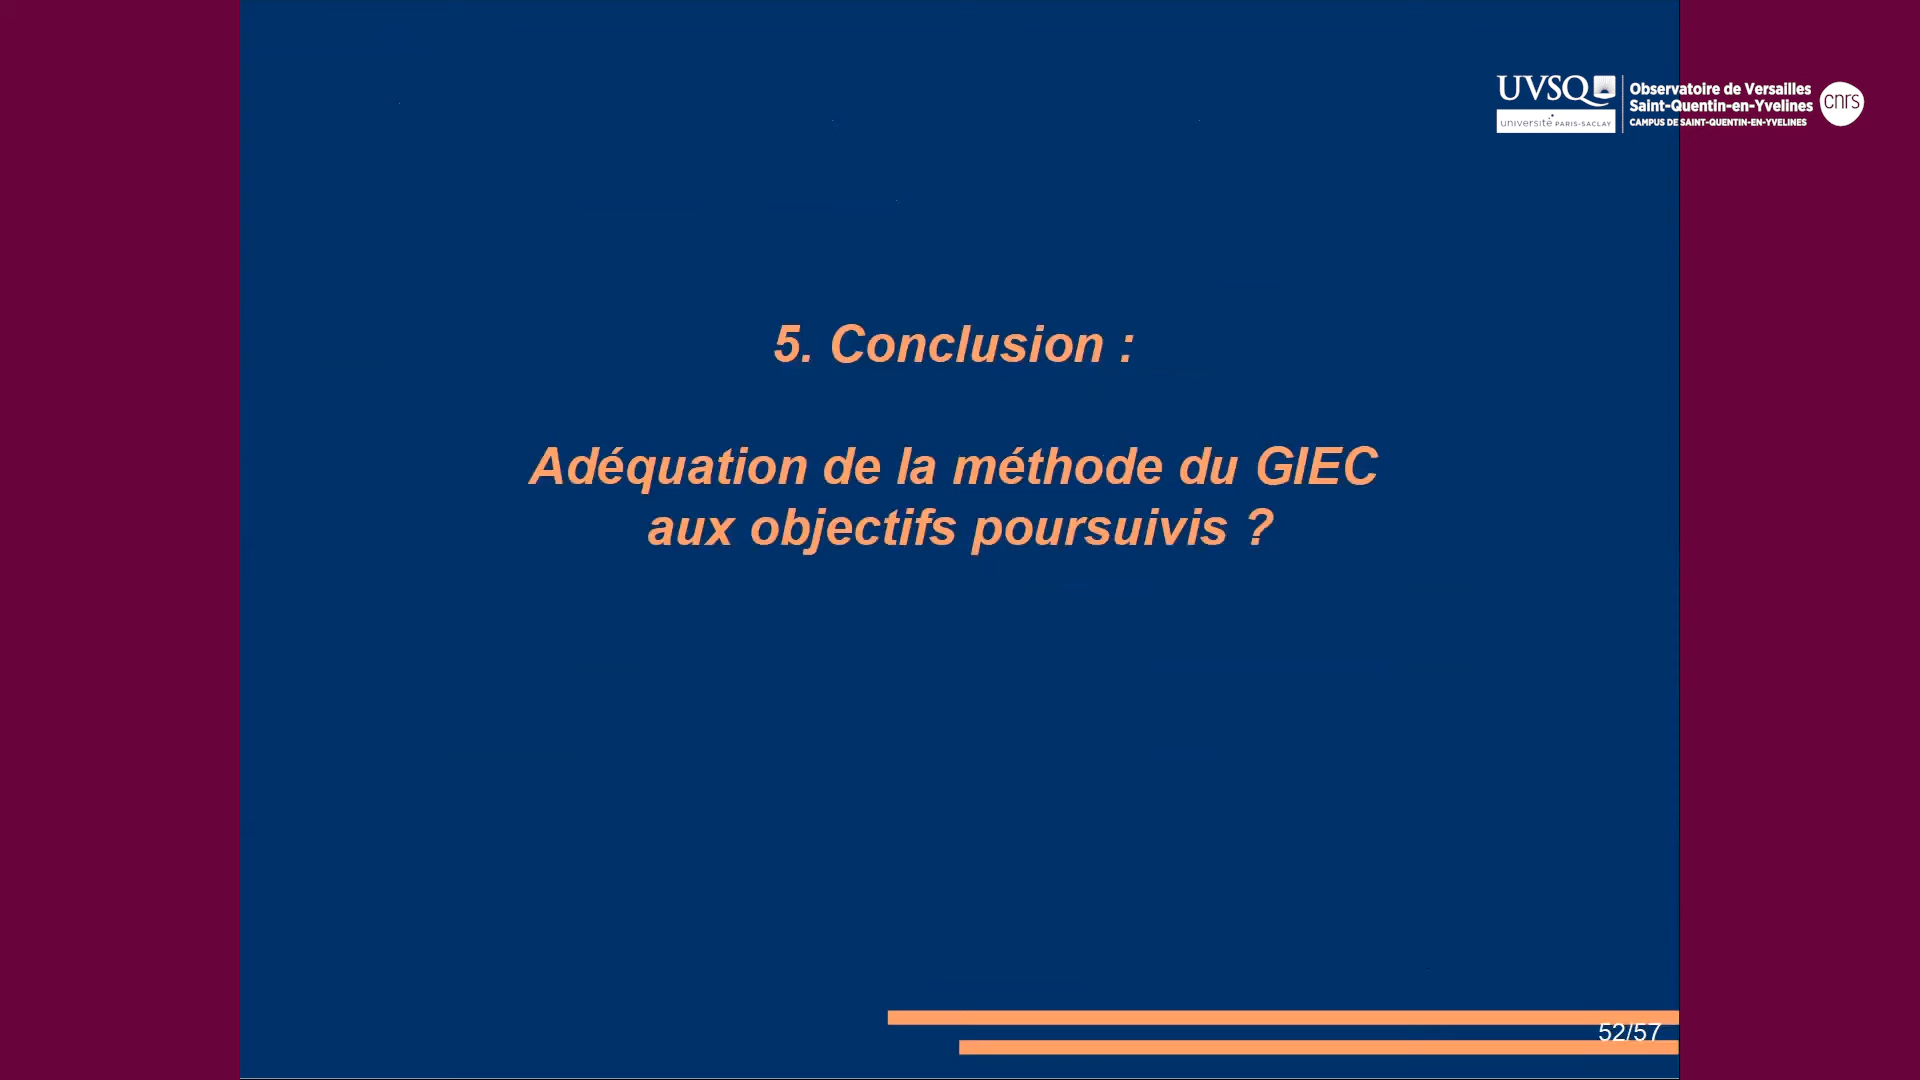 UVSQ
université PARIS-SACLAY
Observatoire de Versailles
Saint-Quentin-en-Yvelines
CAMPUS DE SAINT-QUENTIN-EN-YVELINES
cnrs
5. Conclusion :
Adéquation de la méthode du GIEC
aux objectifs poursuivis ?
52/57